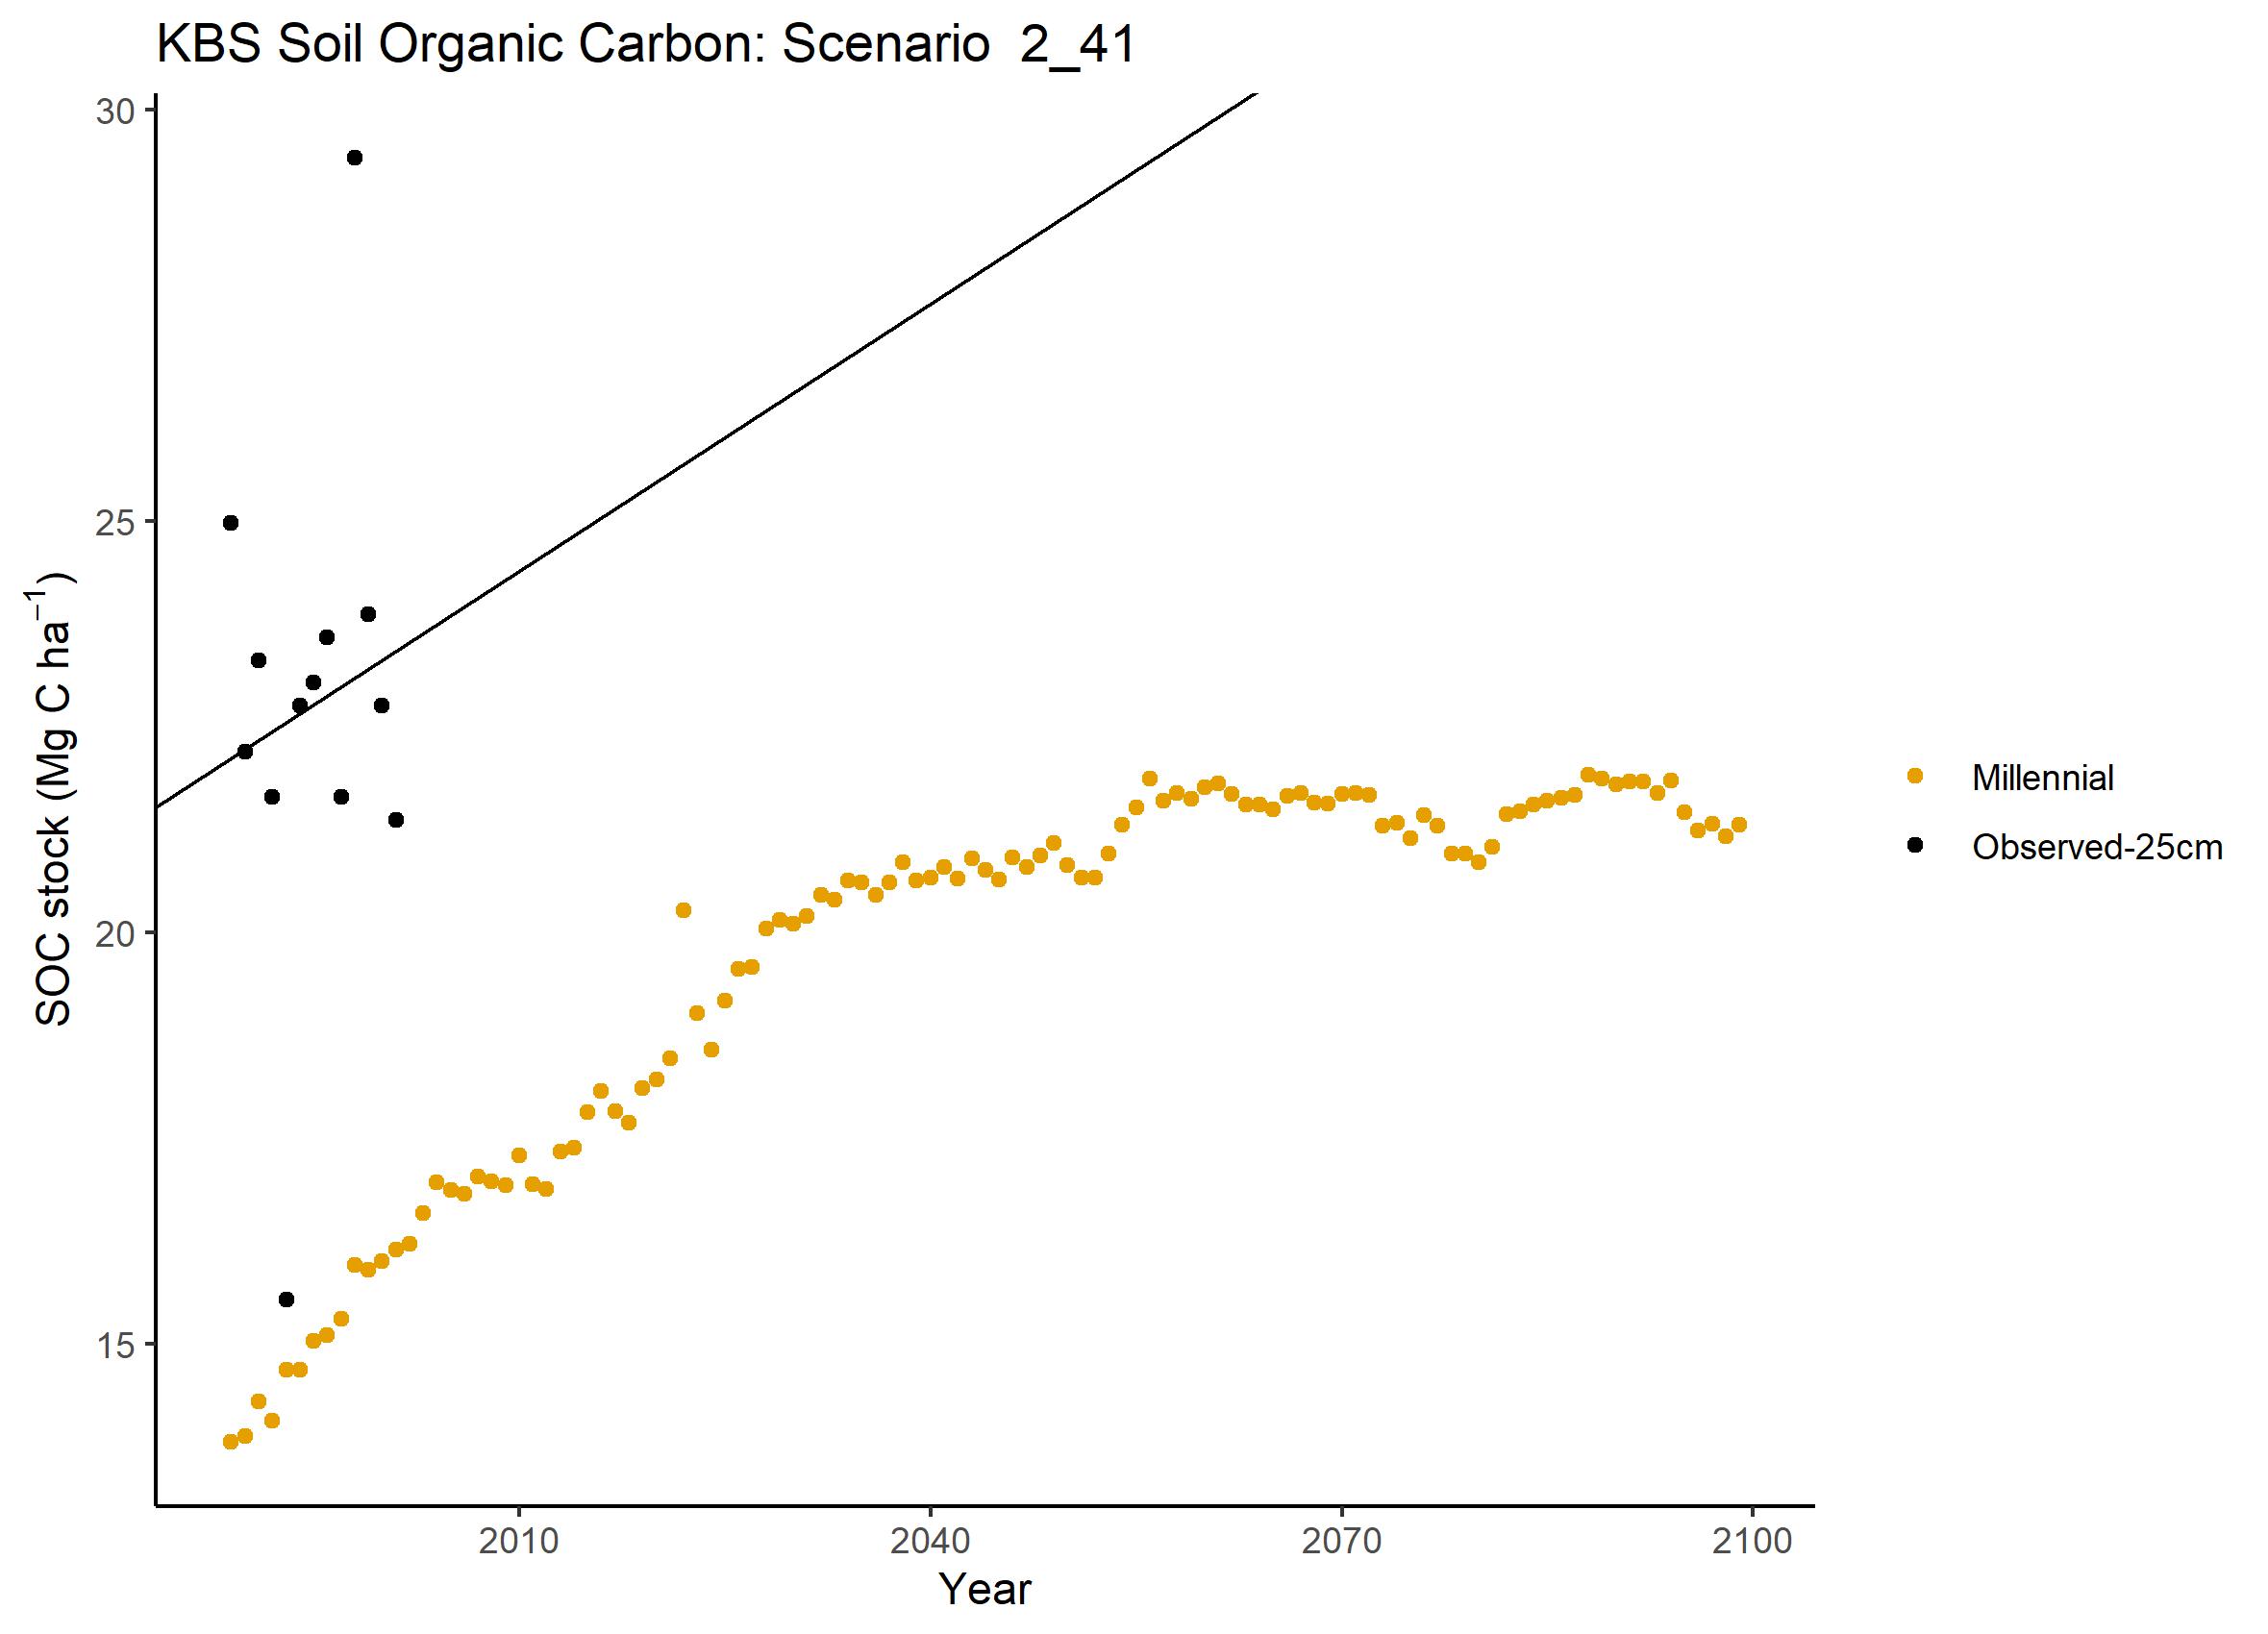 KBS Soil Organic Carbon: Scenario  2_41
30
25
20
15
SOC stock (Mg C ha⁻¹)
2010 2040 2070 2100
Year
Millennial
Observed-25cm